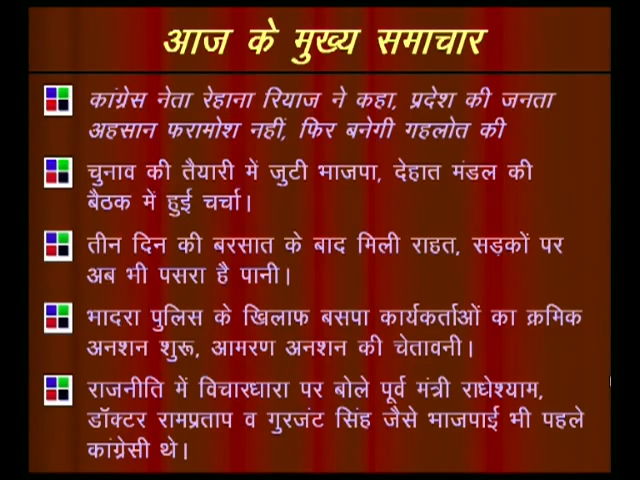 आज के मुख्य समाचार
कांग्रेस नेता रेहाना रियाज ने कहा, प्रदेश की जनता
अहसान फरामोश नहीं, फिर बनेगी गहलोत की
चुनाव की तैयारी में जुटी भाजपा, देहात मंडल की
बैठक में हुई चर्चा।
तीन दिन की बरसात के बाद मिली राहत, सड़कों पर
अब भी पसरा है पानी।
भादरा पुलिस के खिलाफ बसपा कार्यकर्ताओं का क्रमिक
अनशन शुरू, आमरण अनशन की चेतावनी।
राजनीति में विचारधारा पर बोले पूर्व मंत्री राधेश्याम,
डॉक्टर रामप्रताप व गुरजंट सिंह जैसे भाजपाई भी पहले
कांग्रेसी थे।